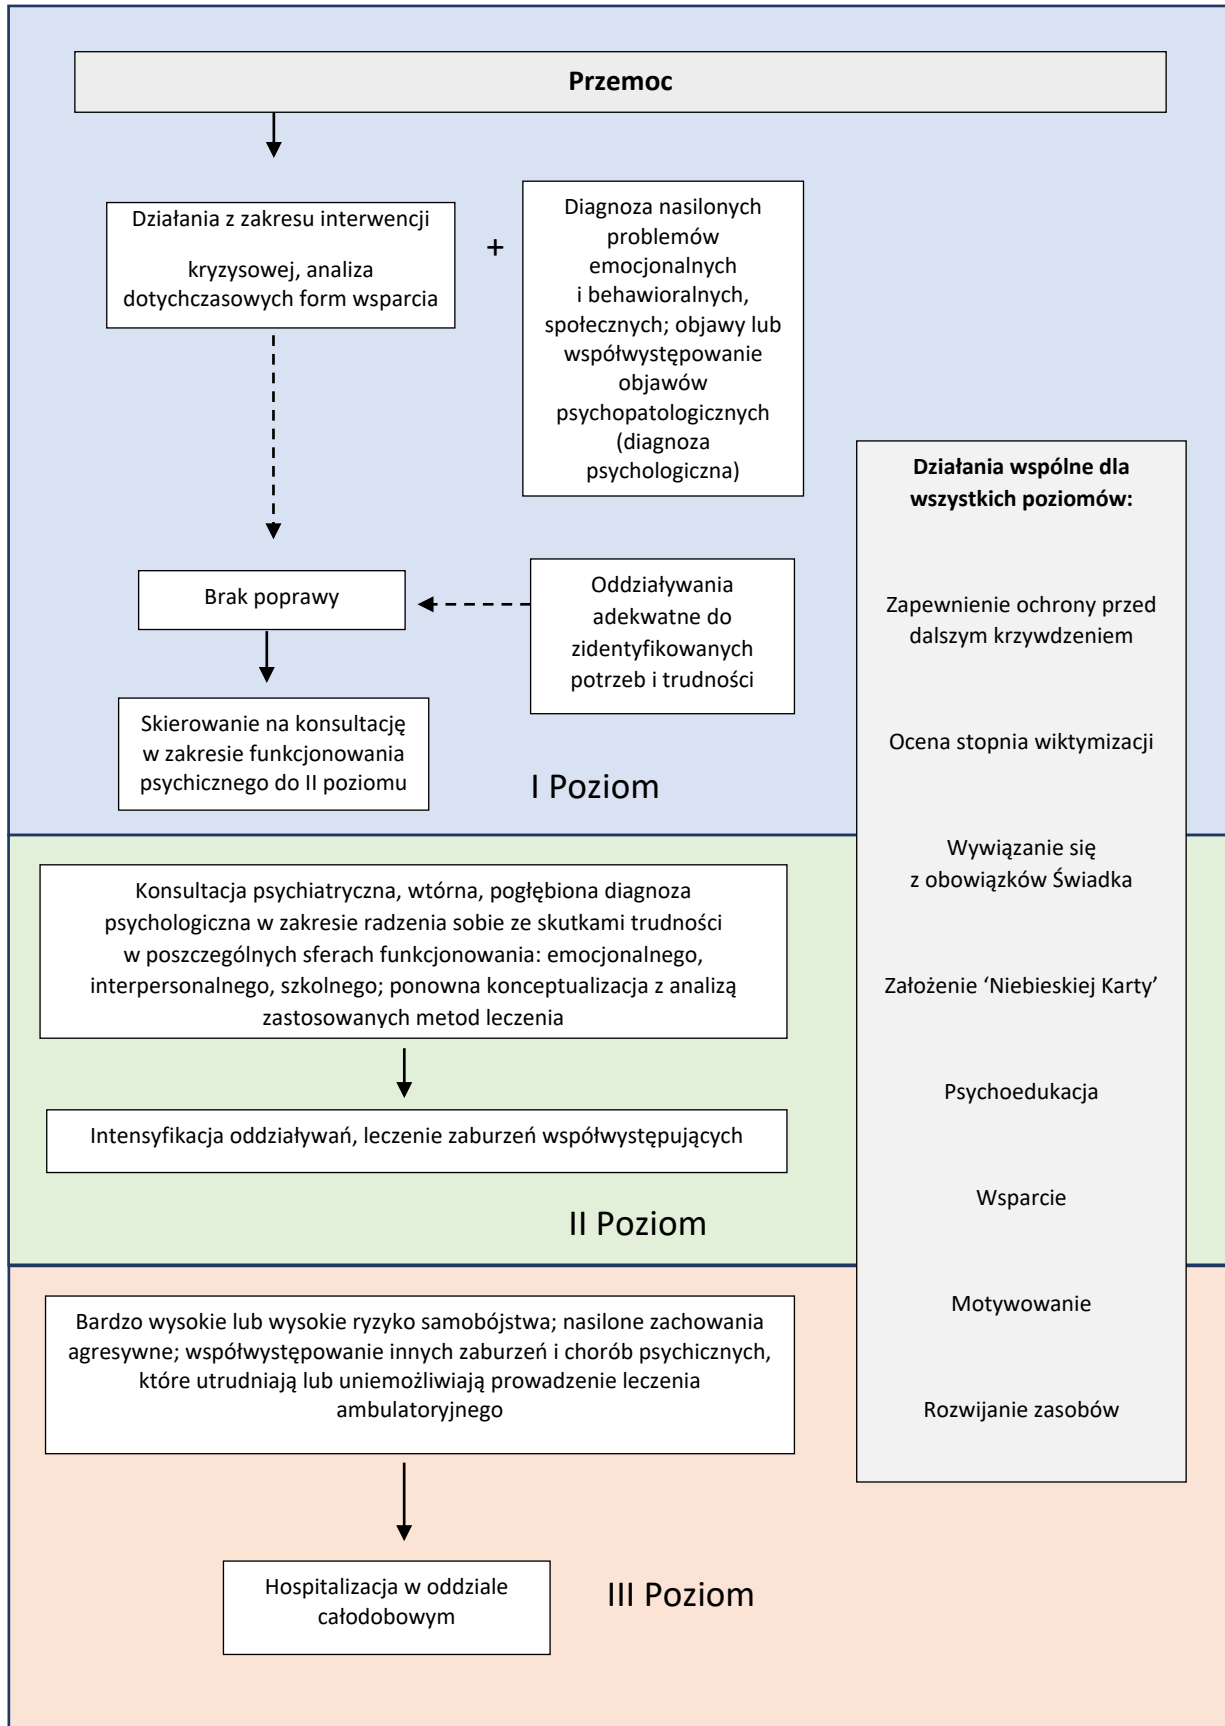 Przemoc
Działania z zakresu interwencji
kryzysowej, analiza
dotychczasowych form wsparcia
+
Diagnoza nasilonych
problemów
emocjonalnych
i behawioralnych,
społecznych; objawy lub
współwystępowanie
objawów
psychopatologicznych
(diagnoza
psychologiczna)
Brak poprawy
Oddziaływania
adekwatne do
zidentyfikowanych
potrzeb i trudności
Skierowanie na konsultację
w zakresie funkcjonowania
psychicznego do II poziomu
I Poziom
Konsultacja psychiatryczna, wtórna, pogłębiona diagnoza
psychologiczna w zakresie radzenia sobie ze skutkami trudności
w poszczególnych sferach funkcjonowania: emocjonalnego,
interpersonalnego, szkolnego; ponowna konceptualizacja z analizą
zastosowanych metod leczenia
Intensyfikacja oddziaływań, leczenie zaburzeń współwystępujących
II Poziom
Bardzo wysokie lub wysokie ryzyko samobójstwa; nasilone zachowania
agresywne; współwystępowanie innych zaburzeń i chorób psychicznych,
które utrudniają lub uniemożliwiają prowadzenie leczenia
ambulatoryjnego
Hospitalizacja w oddziale
całodobowym
III Poziom
Działania wspólne dla
wszystkich poziomów:
Zapewnienie ochrony przed
dalszym krzywdzeniem
Ocena stopnia wiktymizacji
Wywiązanie się
z obowiązków Świadka
Założenie ‘Niebieskiej Karty’
Psychoedukacja
Wsparcie
Motywowanie
Rozwijanie zasobów